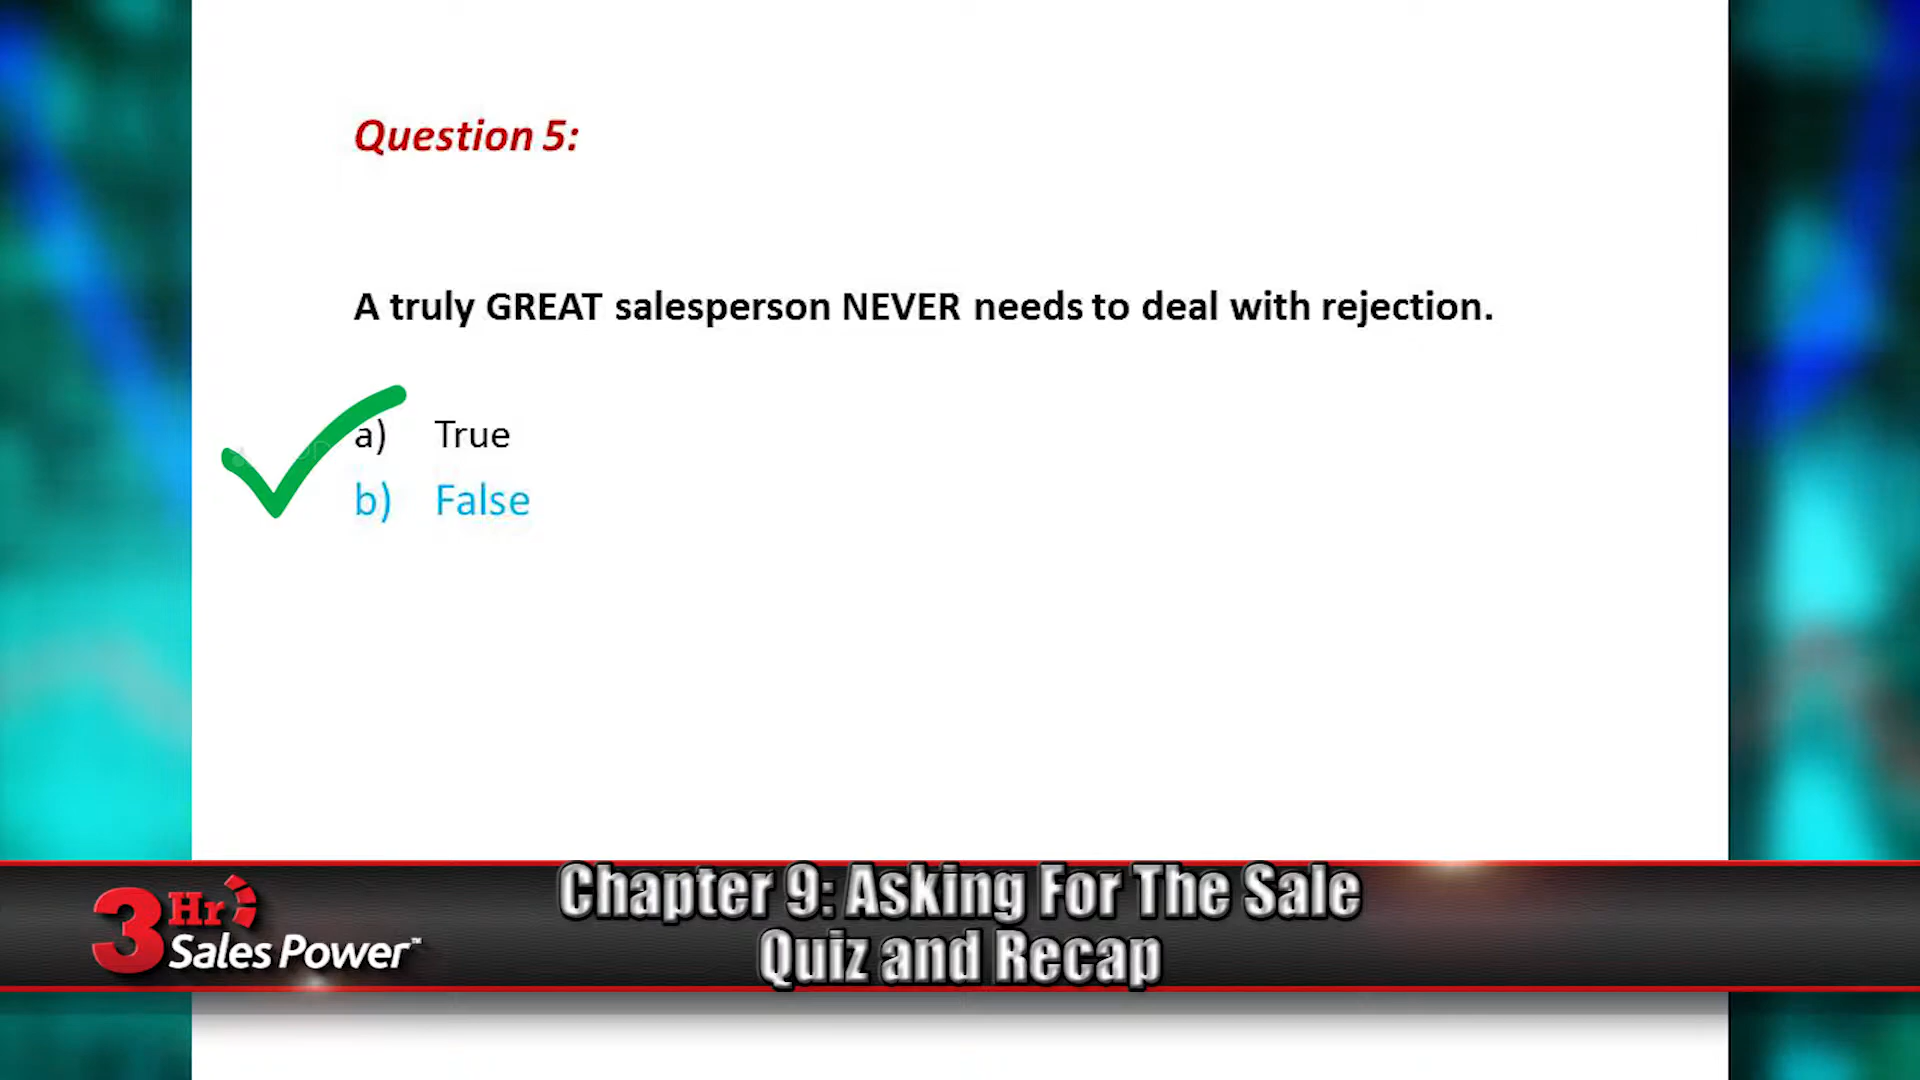 Question 5:
A truly GREAT salesperson NEVER needs to deal with rejection.
a) True
b) False
Chapter 9: Asking For The Sale
Quiz and Recap
3 Hr
Sales Power™